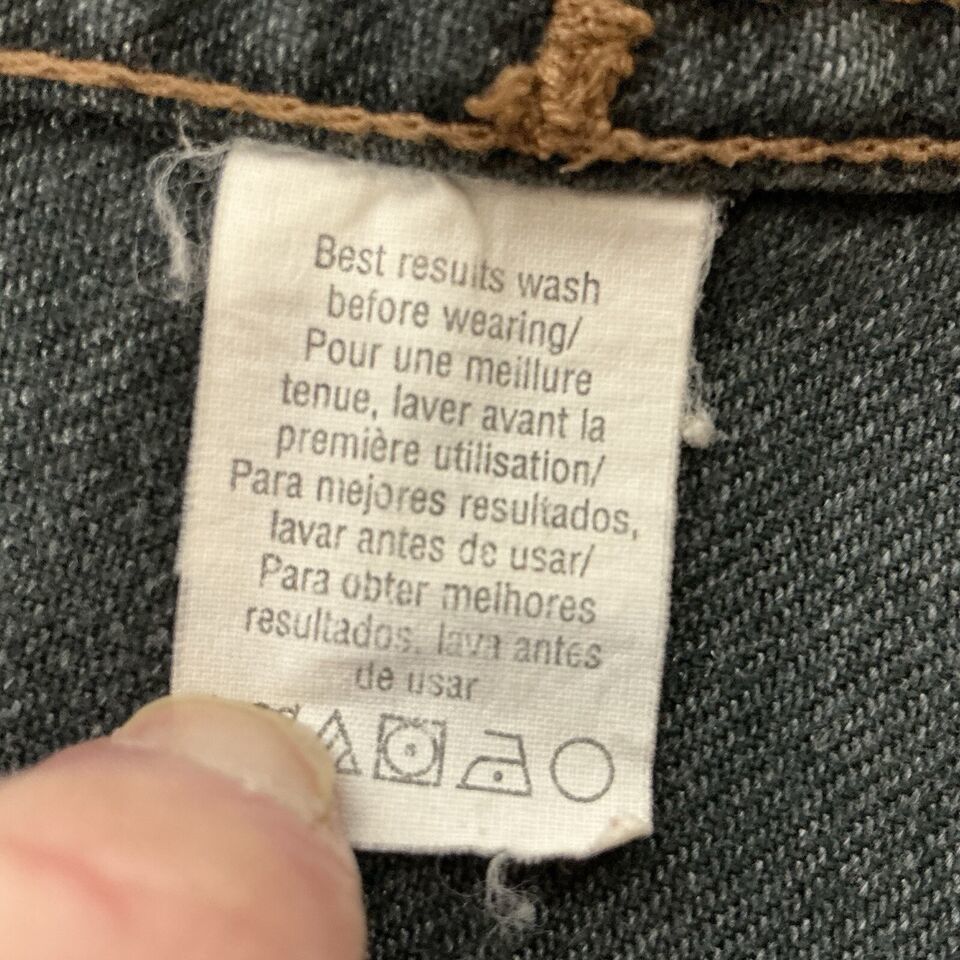 Best results wash
before wearing/
Pour une meillure
tenue, laver avant la
première utilisation/
Para mejores resultados,
lavar antes de usar/
Para obter melhores
resultados, lava antes
de usar